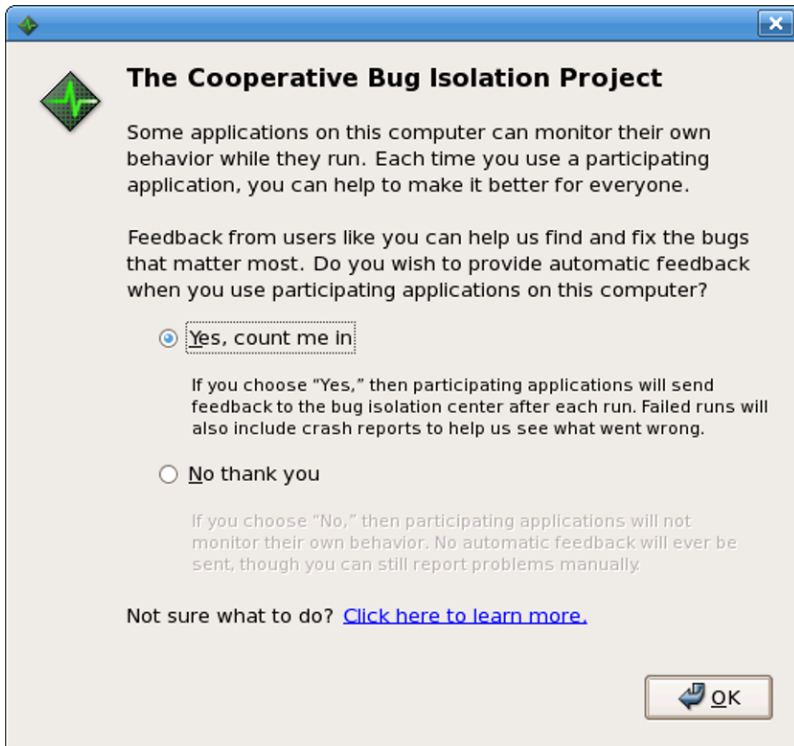 The Cooperative Bug Isolation Project
Some applications on this computer can monitor their own
behavior while they run. Each time you use a participating
application, you can help to make it better for everyone.
Feedback from users like you can help us find and fix the bugs
that matter most. Do you wish to provide automatic feedback
when you use participating applications on this computer?
Yes, count me in
If you choose “Yes,” then participating applications will send
feedback to the bug isolation center after each run. Failed runs will
also include crash reports to help us see what went wrong.
No thank you
If you choose “No,” then participating applications will not
monitor their own behavior. No automatic feedback will ever be
sent, though you can still report problems manually.
Not sure what to do? Click here to learn more.
OK